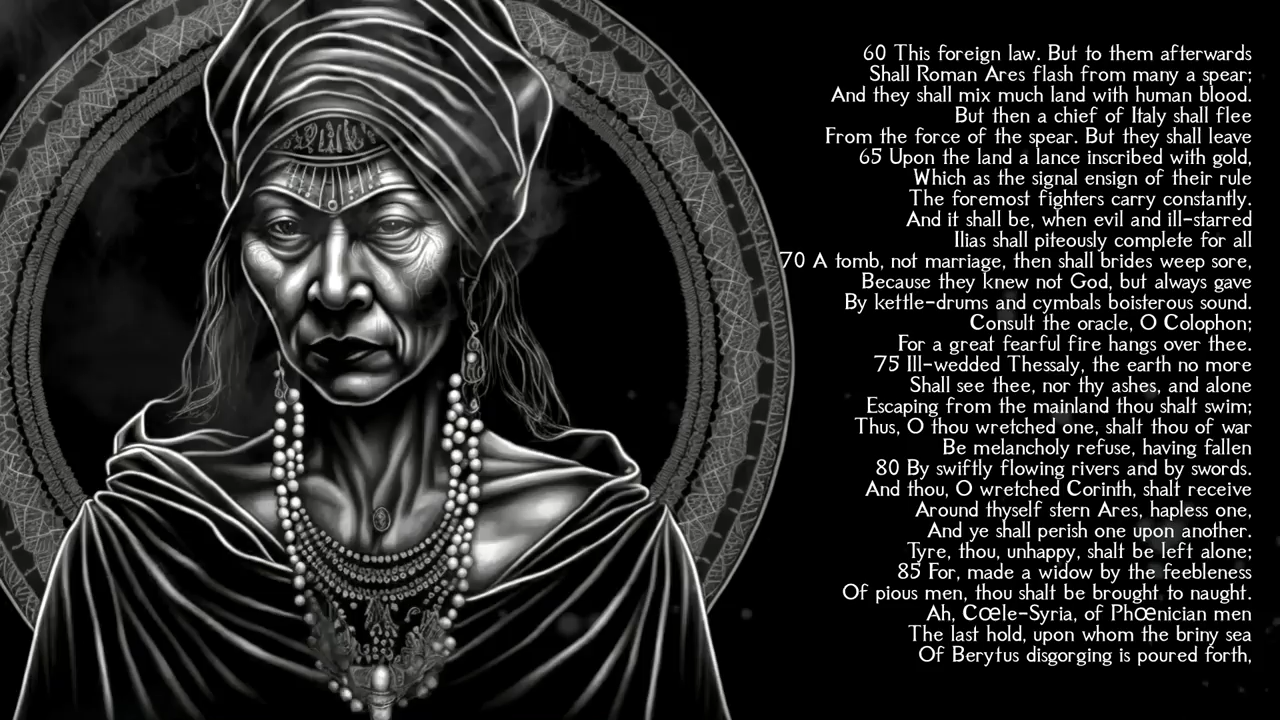 60 This foreign law. But to them afterwards
Shall Roman Ares flash from many a spear;
And they shall mix much land with human blood.
But then a chief of Italy shall flee
From the force of the spear. But they shall leave
65 Upon the land a lance inscribed with gold,
Which as the signal ensign of their rule
The foremost fighters carry constantly.
And it shall be, when evil and ill-starred
Ilias shall piteously complete for all
70 A tomb, not marriage, then shall brides weep sore,
Because they knew not God, but always gave
By kettle-drums and cymbals boisterous sound.
Consult the oracle, O Colophon;
For a great fearful fire hangs over thee.
75 Ill-wedded Thessaly, the earth no more
Shall see thee, nor thy ashes, and alone
Escaping from the mainland thou shalt swim;
Thus, O thou wretched one, shalt thou of war
Be melancholy refuse, having fallen
80 By swiftly flowing rivers and by swords.
And thou, O wretched Corinth, shalt receive
Around thyself stern Ares, hapless one,
And ye shall perish one upon another.
Tyre, thou, unhappy, shalt be left alone;
85 For, made a widow by the feebleness
Of pious men, thou shalt be brought to naught.
Ah, Cœle-Syria, of Phœnician men
The last hold, upon whom the briny sea
Of Berytus disgorging is poured forth,